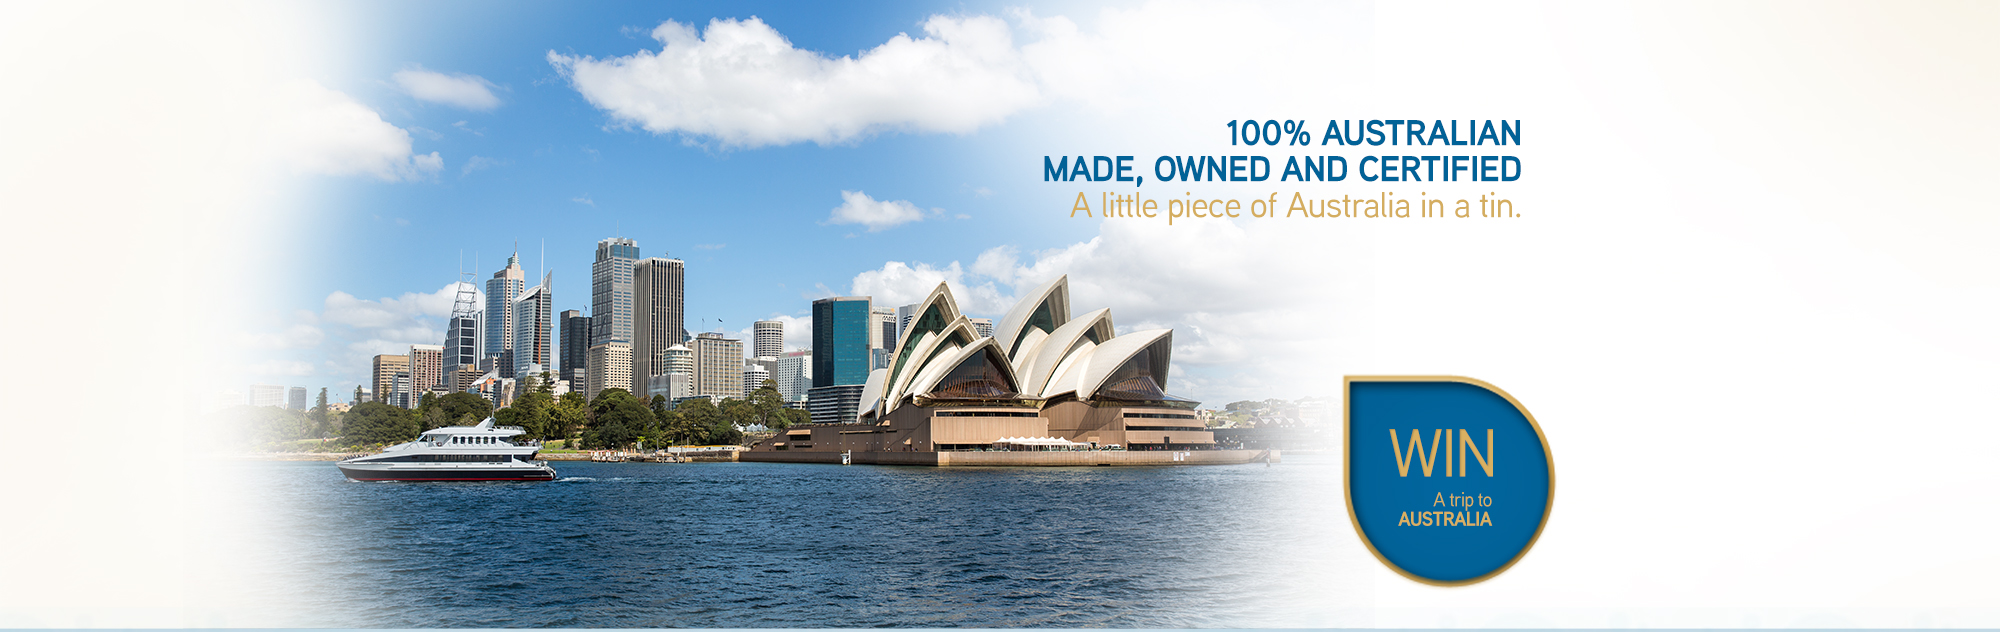 100% AUSTRALIAN
MADE, OWNED AND CERTIFIED
A little piece of Australia in a tin.
WIN
A trip to
AUSTRALIA